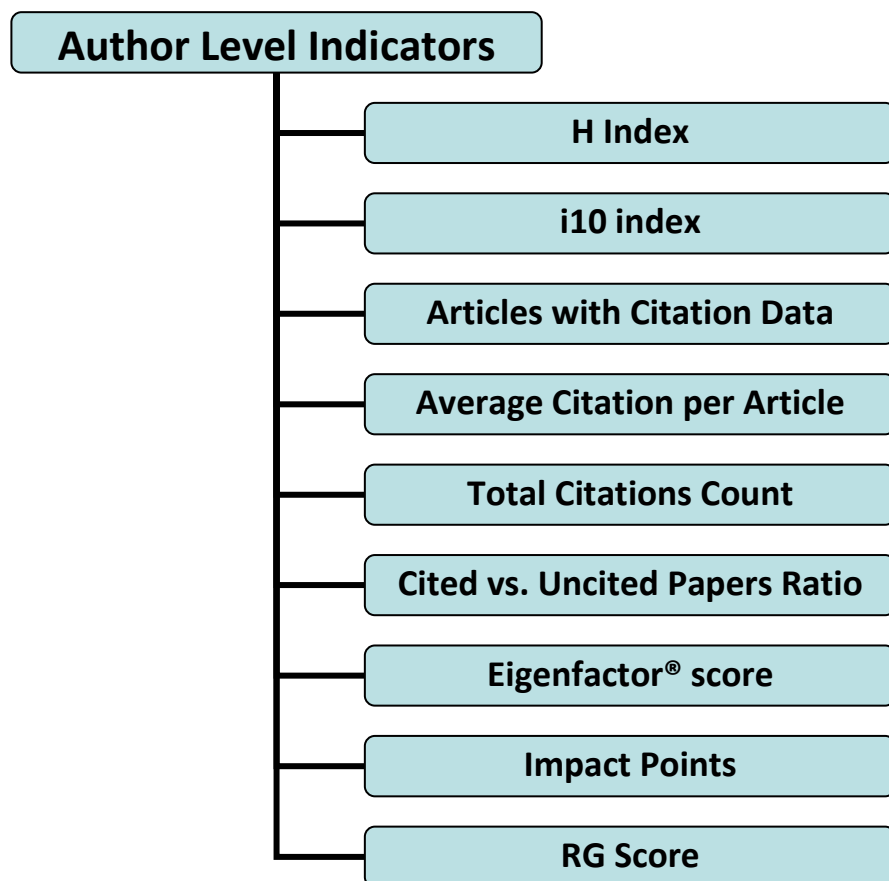 Author Level Indicators
H Index
i10 index
Articles with Citation Data
Average Citation per Article
Total Citations Count
Cited vs. Uncited Papers Ratio
Eigenfactor® score
Impact Points
RG Score